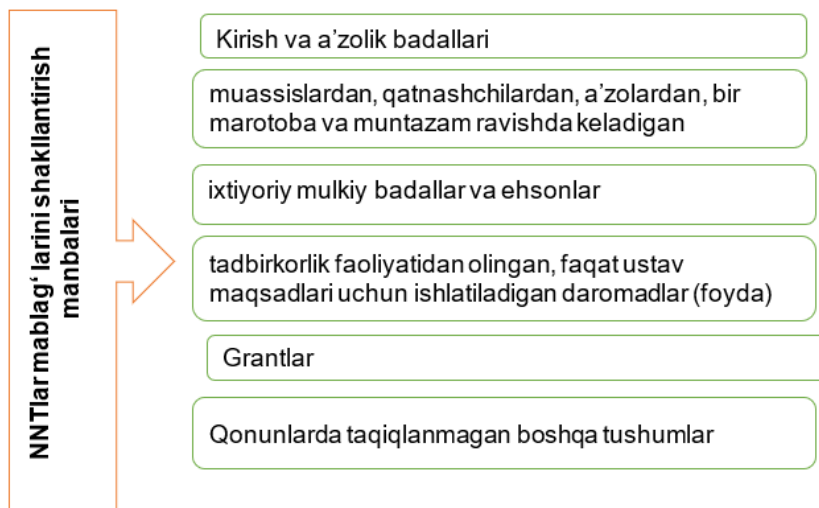 NNTlar mablag‘ larini shakllantirish
manbalari
Kirish va a’zolik badallari
muassislardan, qatnashchilardan, a’zolardan, bir
marotoba va muntazam ravishda keladigan
ixtiyoriy mulkiy badallar va ehsonlar
tadbirkorlik faoliyatidan olingan, faqat ustav
maqsadlari uchun ishlatiladigan daromadlar (foyda)
Grantlar
Qonunlarda taqiqlanmagan boshqa tushumlar